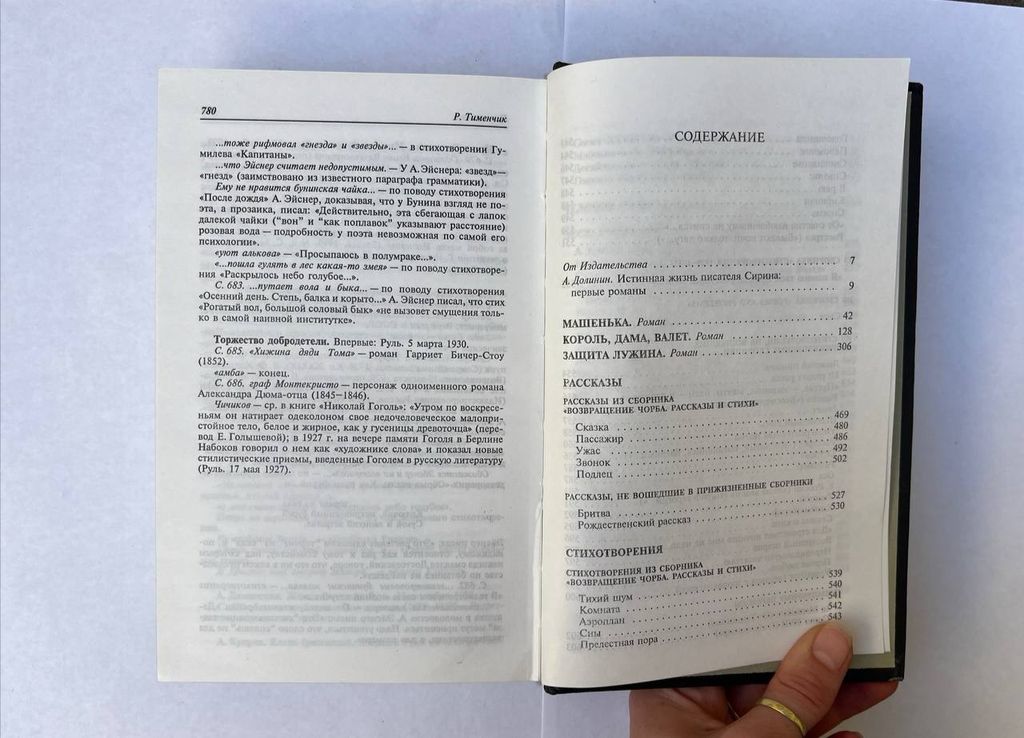 780
Р. Тименчик
...тоже рифмовал «гнезда» и «звезды»... — в стихотворении Гу-
милева «Капитаны».
...что Эйснер считает недопустимым. — У А. Эйснера: «звезд»—
«гнезд» (заимствовано из известного параграфа грамматики).
Ему не нравится бунинская чайка... — по поводу стихотворения
«После дождя» А. Эйснер, доказывая, что у Бунина взгляд не по-
эта, а прозаика, писал: «Действительно, эта сбегающая с лапок
далекой чайки (“вон” и “как поплавок” указывают расстояние)
розовая вода — подробность у поэта невозможная по самой его
психологии».
«уют алькова» — «Просыпаюсь в полумраке...».
«...пошла гулять в лес какая-то змея» — по поводу стихотворе-
ния «Раскрылось небо голубое...».
С. 683. ...путает вола и быка... — по поводу стихотворения
«Осенний день. Степь, балка и корыто...» А. Эйснер писал, что стих
«Рогатый вол, большой соловый бык» «не вызовет смущения толь-
ко в самой наивной институтке».
Торжество добродетели. Впервые: Руль. 5 марта 1930.
С. 685. «Хижина дяди Тома» — роман Гарриет Бичер-Стоу
(1852).
«амба» — конец.
С. 686. граф Монтекристо — персонаж одноименного романа
Александра Дюма-отца (1845—1846).
Чичиков — ср. в книге «Николай Гоголь»: «Утром по воскресе-
ньям он натирает одеколоном свое недочеловеческое малопри-
стойное тело, белое и жирное, как у гусеницы древоточца» (пере-
вод Е. Голышевой); в 1927 г. на вечере памяти Гоголя в Берлине
Набоков говорил о нем как «художнике слова» и показал новые
стилистические приемы, введенные Гоголем в русскую литературу
(Руль. 17 мая 1927).
СОДЕРЖАНИЕ
От Издательства . . . 7
А. Долинин. Истинная жизнь писателя Сирина:
первые романы . . . 9
МАШЕНЬКА. Роман . . . 42
КОРОЛЬ, ДАМА, ВАЛЕТ. Роман . . . 128
ЗАЩИТА ЛУЖИНА. Роман . . . 306
РАССКАЗЫ
РАССКАЗЫ ИЗ СБОРНИКА
«ВОЗВРАЩЕНИЕ ЧОРБА. РАССКАЗЫ И СТИХИ»
Сказка . . . 469
Пассажир . . . 480
Ужас . . . 486
Звонок . . . 492
Подлец . . . 502
РАССКАЗЫ, НЕ ВОШЕДШИЕ В ПРИЖИЗНЕННЫЕ СБОРНИКИ
Бритва . . . 527
Рождественский рассказ . . . 530
СТИХОТВОРЕНИЯ
СТИХОТВОРЕНИЯ ИЗ СБОРНИКА
«ВОЗВРАЩЕНИЕ ЧОРБА. РАССКАЗЫ И СТИХИ»
Тихий шум . . . 539
Комната . . . 540
Аэроплан . . . 541
Сны . . . 542
Прелестная пора . . . 543